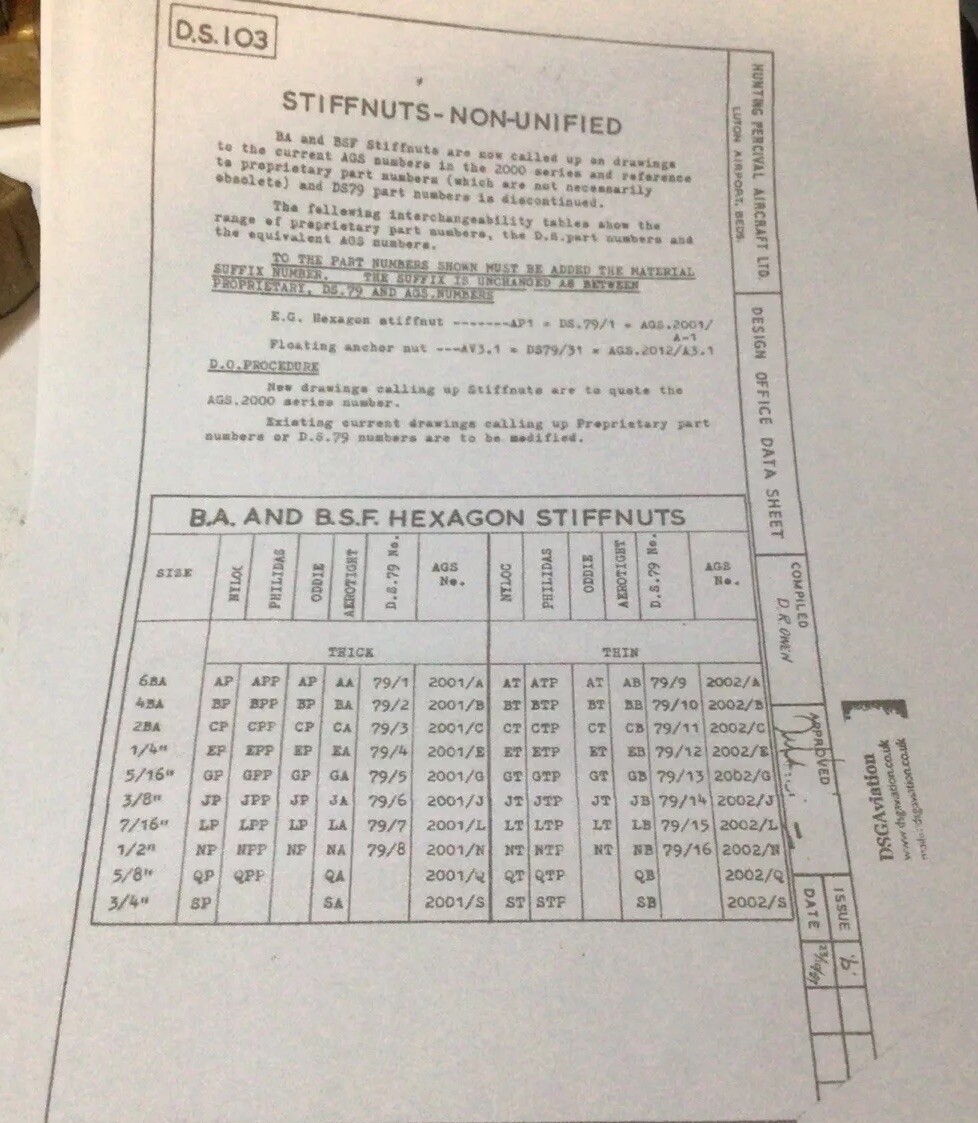 D.S.103
STIFFNUTS-NON-UNIFIED
BA and BSF Stiffnuts are now called up on drawings
to the current AGS numbers in the 2000 series and reference
to proprietary part numbers (which are not necessarily
obsolete) and DS79 part numbers is discontinued.
The following interchangeability tables show the
range of proprietary part numbers, the D.S.part numbers and
the equivalent AGS numbers.
TO THE PART NUMBERS SHOWN MUST BE ADDED THE MATERIAL
SUFFIX NUMBER. THE SUFFIX IS UNCHANGED AS BETWEEN
PROPRIETARY, DS.79 AND AGS.NUMBERS
E.G. Hexagon stiffnut -------AP1 = DS.79/1 = AGS.2001/
A-1
Floating anchor nut ---AV3.1 = DS79/31 = AGS.2012/A3.1
D.O.PROCEDURE
New drawings calling up Stiffnuts are to quote the
AGS.2000 series number.
Existing current drawings calling up Proprietary part
numbers or D.S.79 numbers are to be modified.
B.A. AND B.S.F. HEXAGON STIFFNUTS
SIZE NYLOC PHILIDAS ODDIE AEROTIGHT D.S.79 No. AGS No. NYLOC PHILIDAS ODDIE AEROTIGHT D.S.79 No. AGS No.
THICK THIN
6BA AP APP AP AA 79/1 2001/A AT ATP AT AB 79/9 2002/A
4BA BP BPP BP BA 79/2 2001/B BT BTP BT BB 79/10 2002/B
2BA CP CPP CP CA 79/3 2001/C CT CTP CT CB 79/11 2002/C
1/4" EP EPP EP EA 79/4 2001/E ET ETP ET EB 79/12 2002/E
5/16" GP GPP GP GA 79/5 2001/G GT GTP GT GB 79/13 2002/G
3/8" JP JPP JP JA 79/6 2001/J JT JTP JT JB 79/14 2002/J
7/16" LP LPP LP LA 79/7 2001/L LT LTP LT LB 79/15 2002/L
1/2" NP NPP NP NA 79/8 2001/N NT NTP NT NB 79/16 2002/N
5/8" QP QPP QA 2001/Q QT QTP QB 2002/Q
3/4" SP SA 2001/S ST STP SB 2002/S
HUNTING PERCIVAL AIRCRAFT LTD.
LUTON AIRPORT, BEDS.
DESIGN OFFICE DATA SHEET
COMPILED
D R OWEN
APPROVED
ISSUE 'b'
DATE
DSGAviation
www.dsgaviation.co.uk